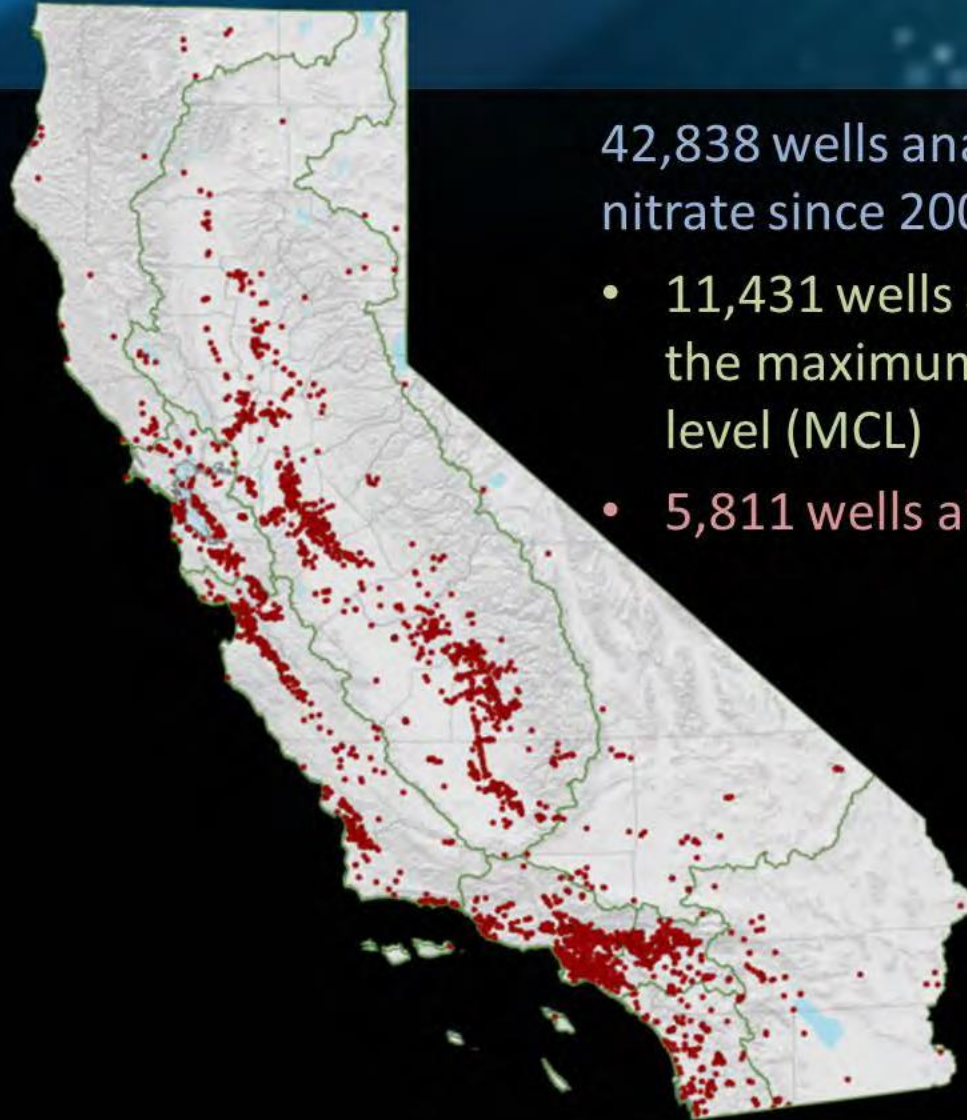 42,838 wells ana
nitrate since 200
• 11,431 wells
the maximun
level (MCL)
• 5,811 wells a